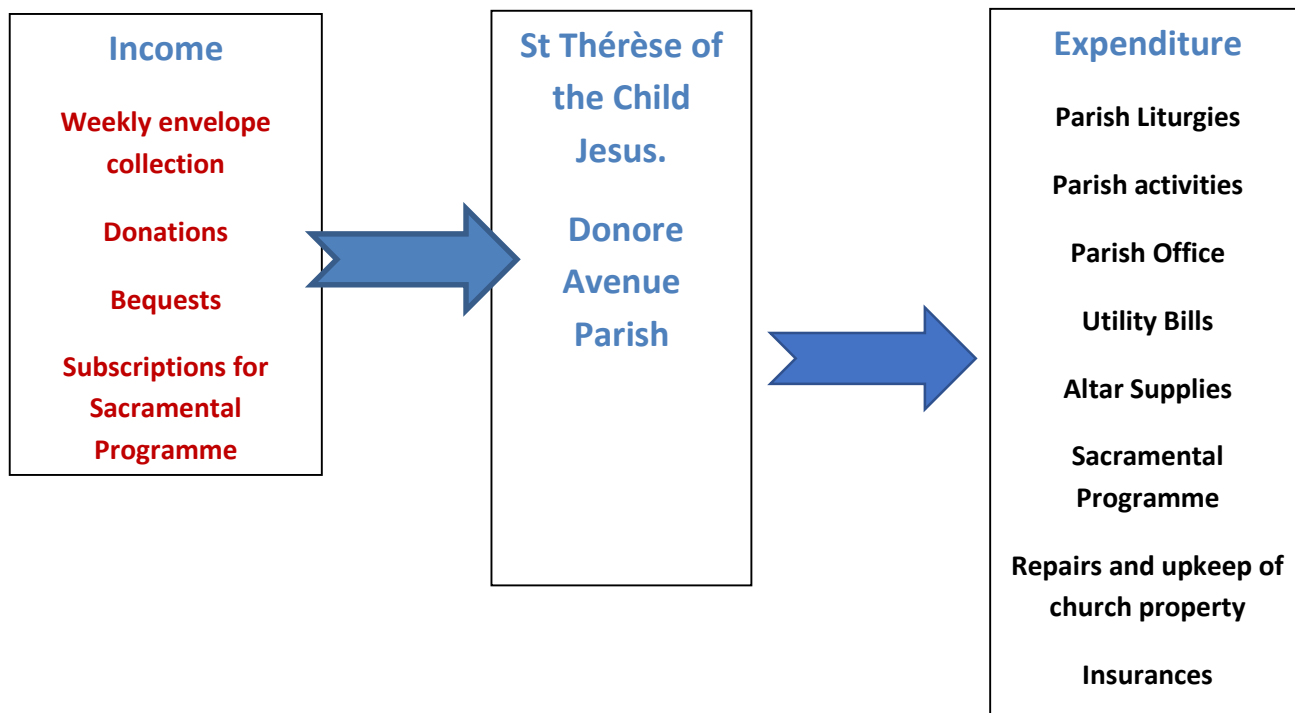 Income
Weekly envelope
collection
Donations
Bequests
Subscriptions for
Sacramental
Programme
St Thérèse of
the Child
Jesus.
Donore
Avenue
Parish
Expenditure
Parish Liturgies
Parish activities
Parish Office
Utility Bills
Altar Supplies
Sacramental
Programme
Repairs and upkeep of
church property
Insurances